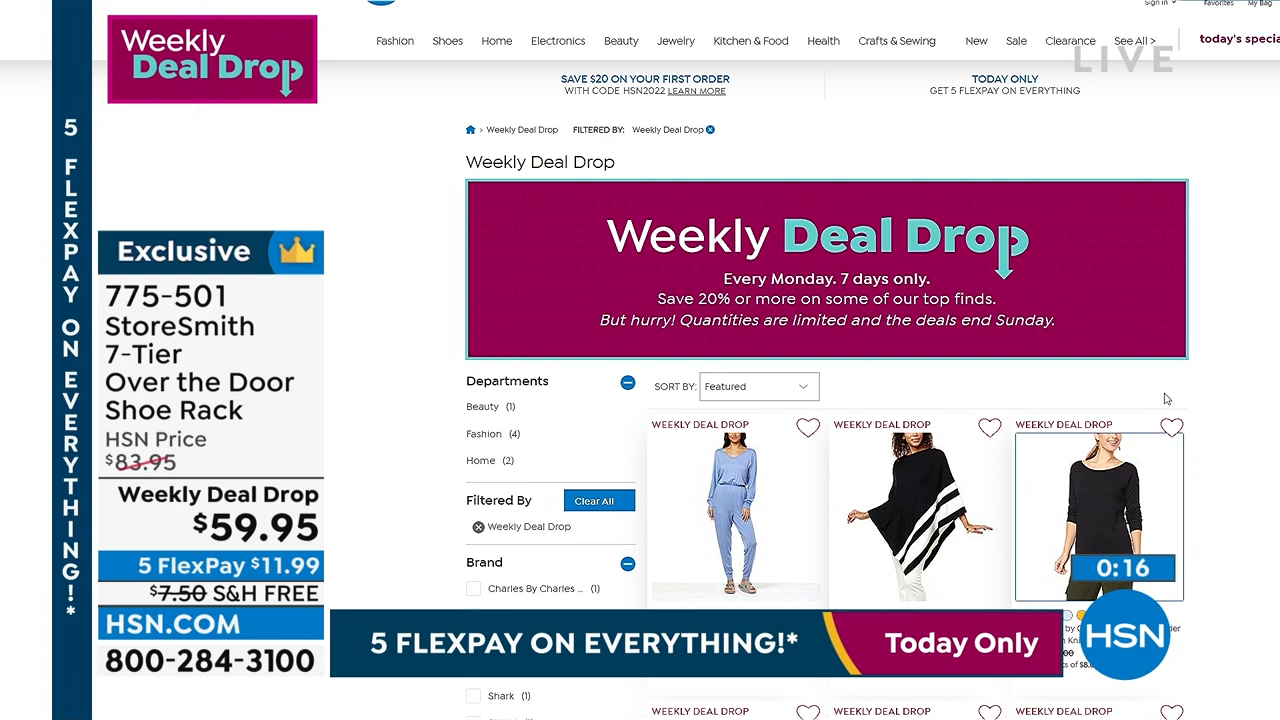 Sign in
Favorites
My Bag
Weekly
Deal Drop
Fashion
Shoes
Home
Electronics
Beauty
Jewelry
Kitchen & Food
Health
Crafts & Sewing
New
Sale
Clearance
See All >
today's specia
LIVE
SAVE $20 ON YOUR FIRST ORDER
WITH CODE HSN2022 LEARN MORE
TODAY ONLY
GET 5 FLEXPAY ON EVERYTHING
> Weekly Deal Drop
FILTERED BY: Weekly Deal Drop
Weekly Deal Drop
Weekly Deal Drop
Every Monday. 7 days only.
Save 20% or more on some of our top finds.
But hurry! Quantities are limited and the deals end Sunday.
5 FLEXPAY ON EVERYTHING!*
Exclusive
775-501
StoreSmith
7-Tier
Over the Door
Shoe Rack
HSN Price
$83.95
Weekly Deal Drop
$59.95
5 FlexPay $11.99
$7.50 S&H FREE
HSN.COM
800-284-3100
Departments
Beauty (1)
Fashion (4)
Home (2)
Filtered By
Clear All
Weekly Deal Drop
Brand
Charles By Charles ... (1)
Shark (1)
SORT BY: Featured
WEEKLY DEAL DROP
WEEKLY DEAL DROP
WEEKLY DEAL DROP
0:16
5 FLEXPAY ON EVERYTHING!*
Today Only
HSN
WEEKLY DEAL DROP
WEEKLY DEAL DROP
WEEKLY DEAL DROP